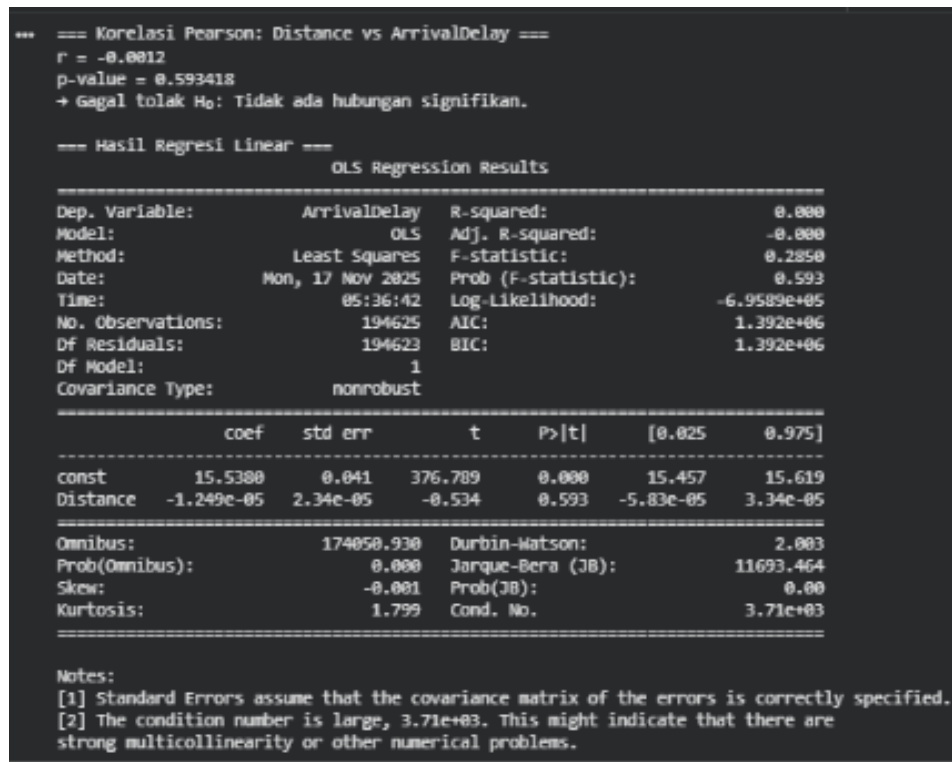 === Korelasi Pearson: Distance vs ArrivalDelay ===
r = -0.0012
p-value = 0.593418
→ Gagal tolak H₀: Tidak ada hubungan signifikan.
=== Hasil Regresi Linear ===
OLS Regression Results
Dep. Variable: ArrivalDelay R-squared: 0.000
Model: OLS Adj. R-squared: -0.000
Method: Least Squares F-statistic: 0.2850
Date: Mon, 17 Nov 2025 Prob (F-statistic): 0.593
Time: 05:36:42 Log-Likelihood: -6.9589e+05
No. Observations: 194625 AIC: 1.392e+06
Df Residuals: 194623 BIC: 1.392e+06
Df Model: 1
Covariance Type: nonrobust
coef std err t P>|t| [0.025 0.975]
const 15.5380 0.041 376.789 0.000 15.457 15.619
Distance -1.249e-05 2.34e-05 -0.534 0.593 -5.83e-05 3.34e-05
Omnibus: 174050.930 Durbin-Watson: 2.003
Prob(Omnibus): 0.000 Jarque-Bera (JB): 11693.464
Skew: -0.001 Prob(JB): 0.00
Kurtosis: 1.799 Cond. No. 3.71e+03
Notes:
[1] Standard Errors assume that the covariance matrix of the errors is correctly specified.
[2] The condition number is large, 3.71e+03. This might indicate that there are
strong multicollinearity or other numerical problems.